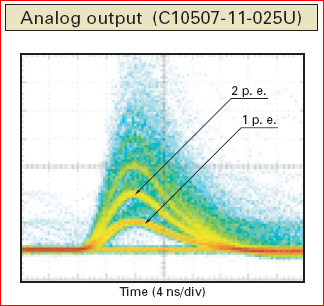 Analog output (C10507-11-025U)
2 p. e.
1 p. e.
Time (4 ns/div)